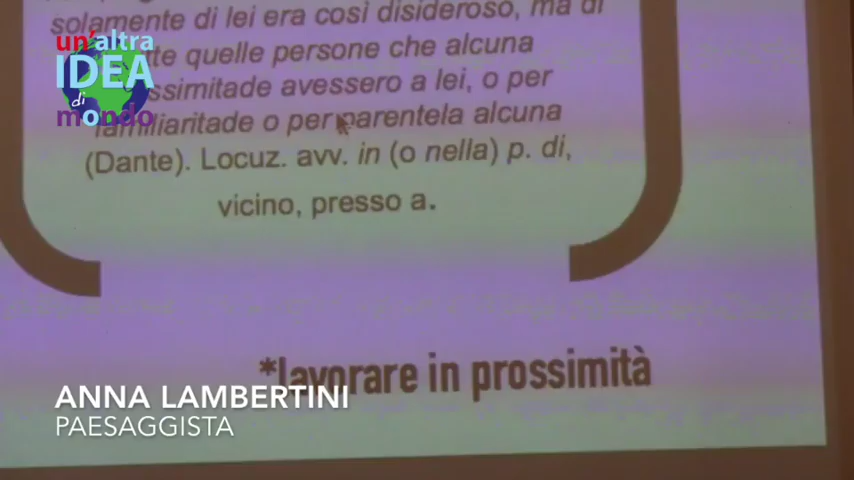 solamente di lei era così disideroso, ma di
un'altra
IDEA
di
mondo
quelle persone che alcuna
avessero a lei, o per
familiaritade o per parentela alcuna
(Dante). Locuz. avv. in (o nella) p. di,
vicino, presso a.
*lavorare in prossimità
ANNA LAMBERTINI
PAESAGGISTA